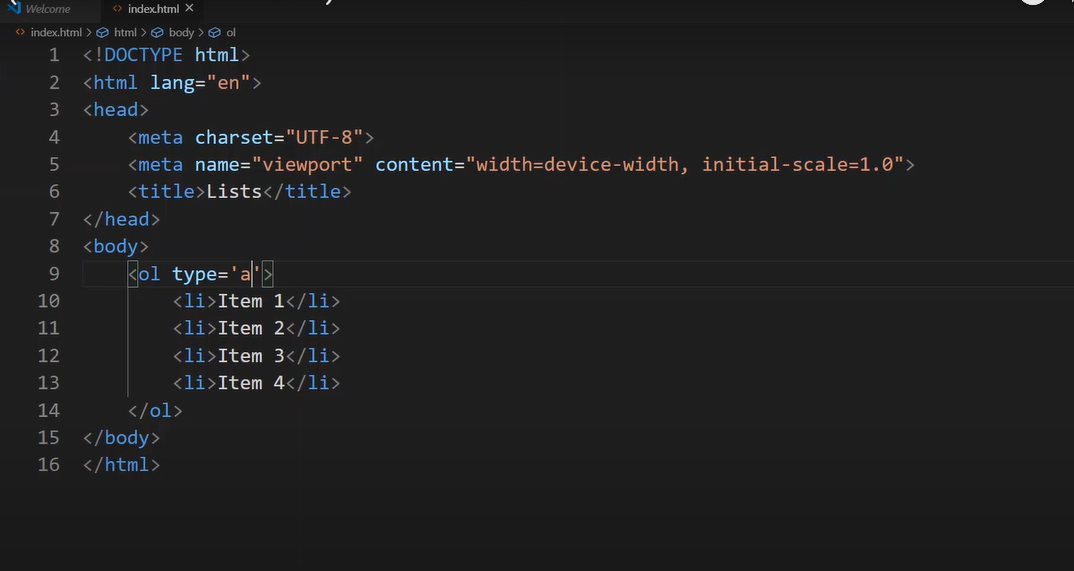 Welcome
index.html
index.html > html > body > ol
1 <!DOCTYPE html>
2 <html lang="en">
3 <head>
4     <meta charset="UTF-8">
5     <meta name="viewport" content="width=device-width, initial-scale=1.0">
6     <title>Lists</title>
7 </head>
8 <body>
9     <ol type='a'>
10         <li>Item 1</li>
11         <li>Item 2</li>
12         <li>Item 3</li>
13         <li>Item 4</li>
14     </ol>
15 </body>
16 </html>